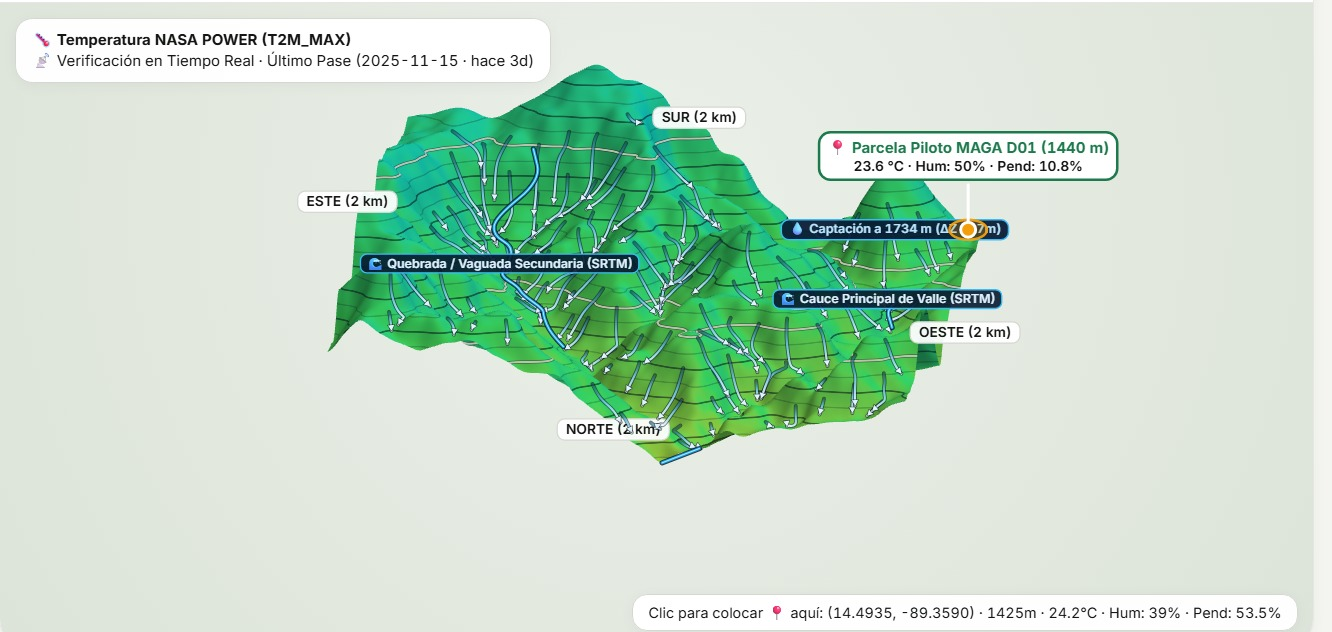 Temperatura NASA POWER (T2M_MAX)
Verificación en Tiempo Real · Último Pase (2025-11-15 · hace 3d)
SUR (2 km)
Parcela Piloto MAGA D01 (1440 m)
23.6 °C · Hum: 50% · Pend: 10.8%
ESTE (2 km)
Captación a 1734 m
Quebrada / Vaguada Secundaria (SRTM)
Cauce Principal de Valle (SRTM)
OESTE (2 km)
NORTE (2 km)
Clic para colocar aquí: (14.4935, -89.3590) · 1425m · 24.2°C · Hum: 39% · Pend: 53.5%